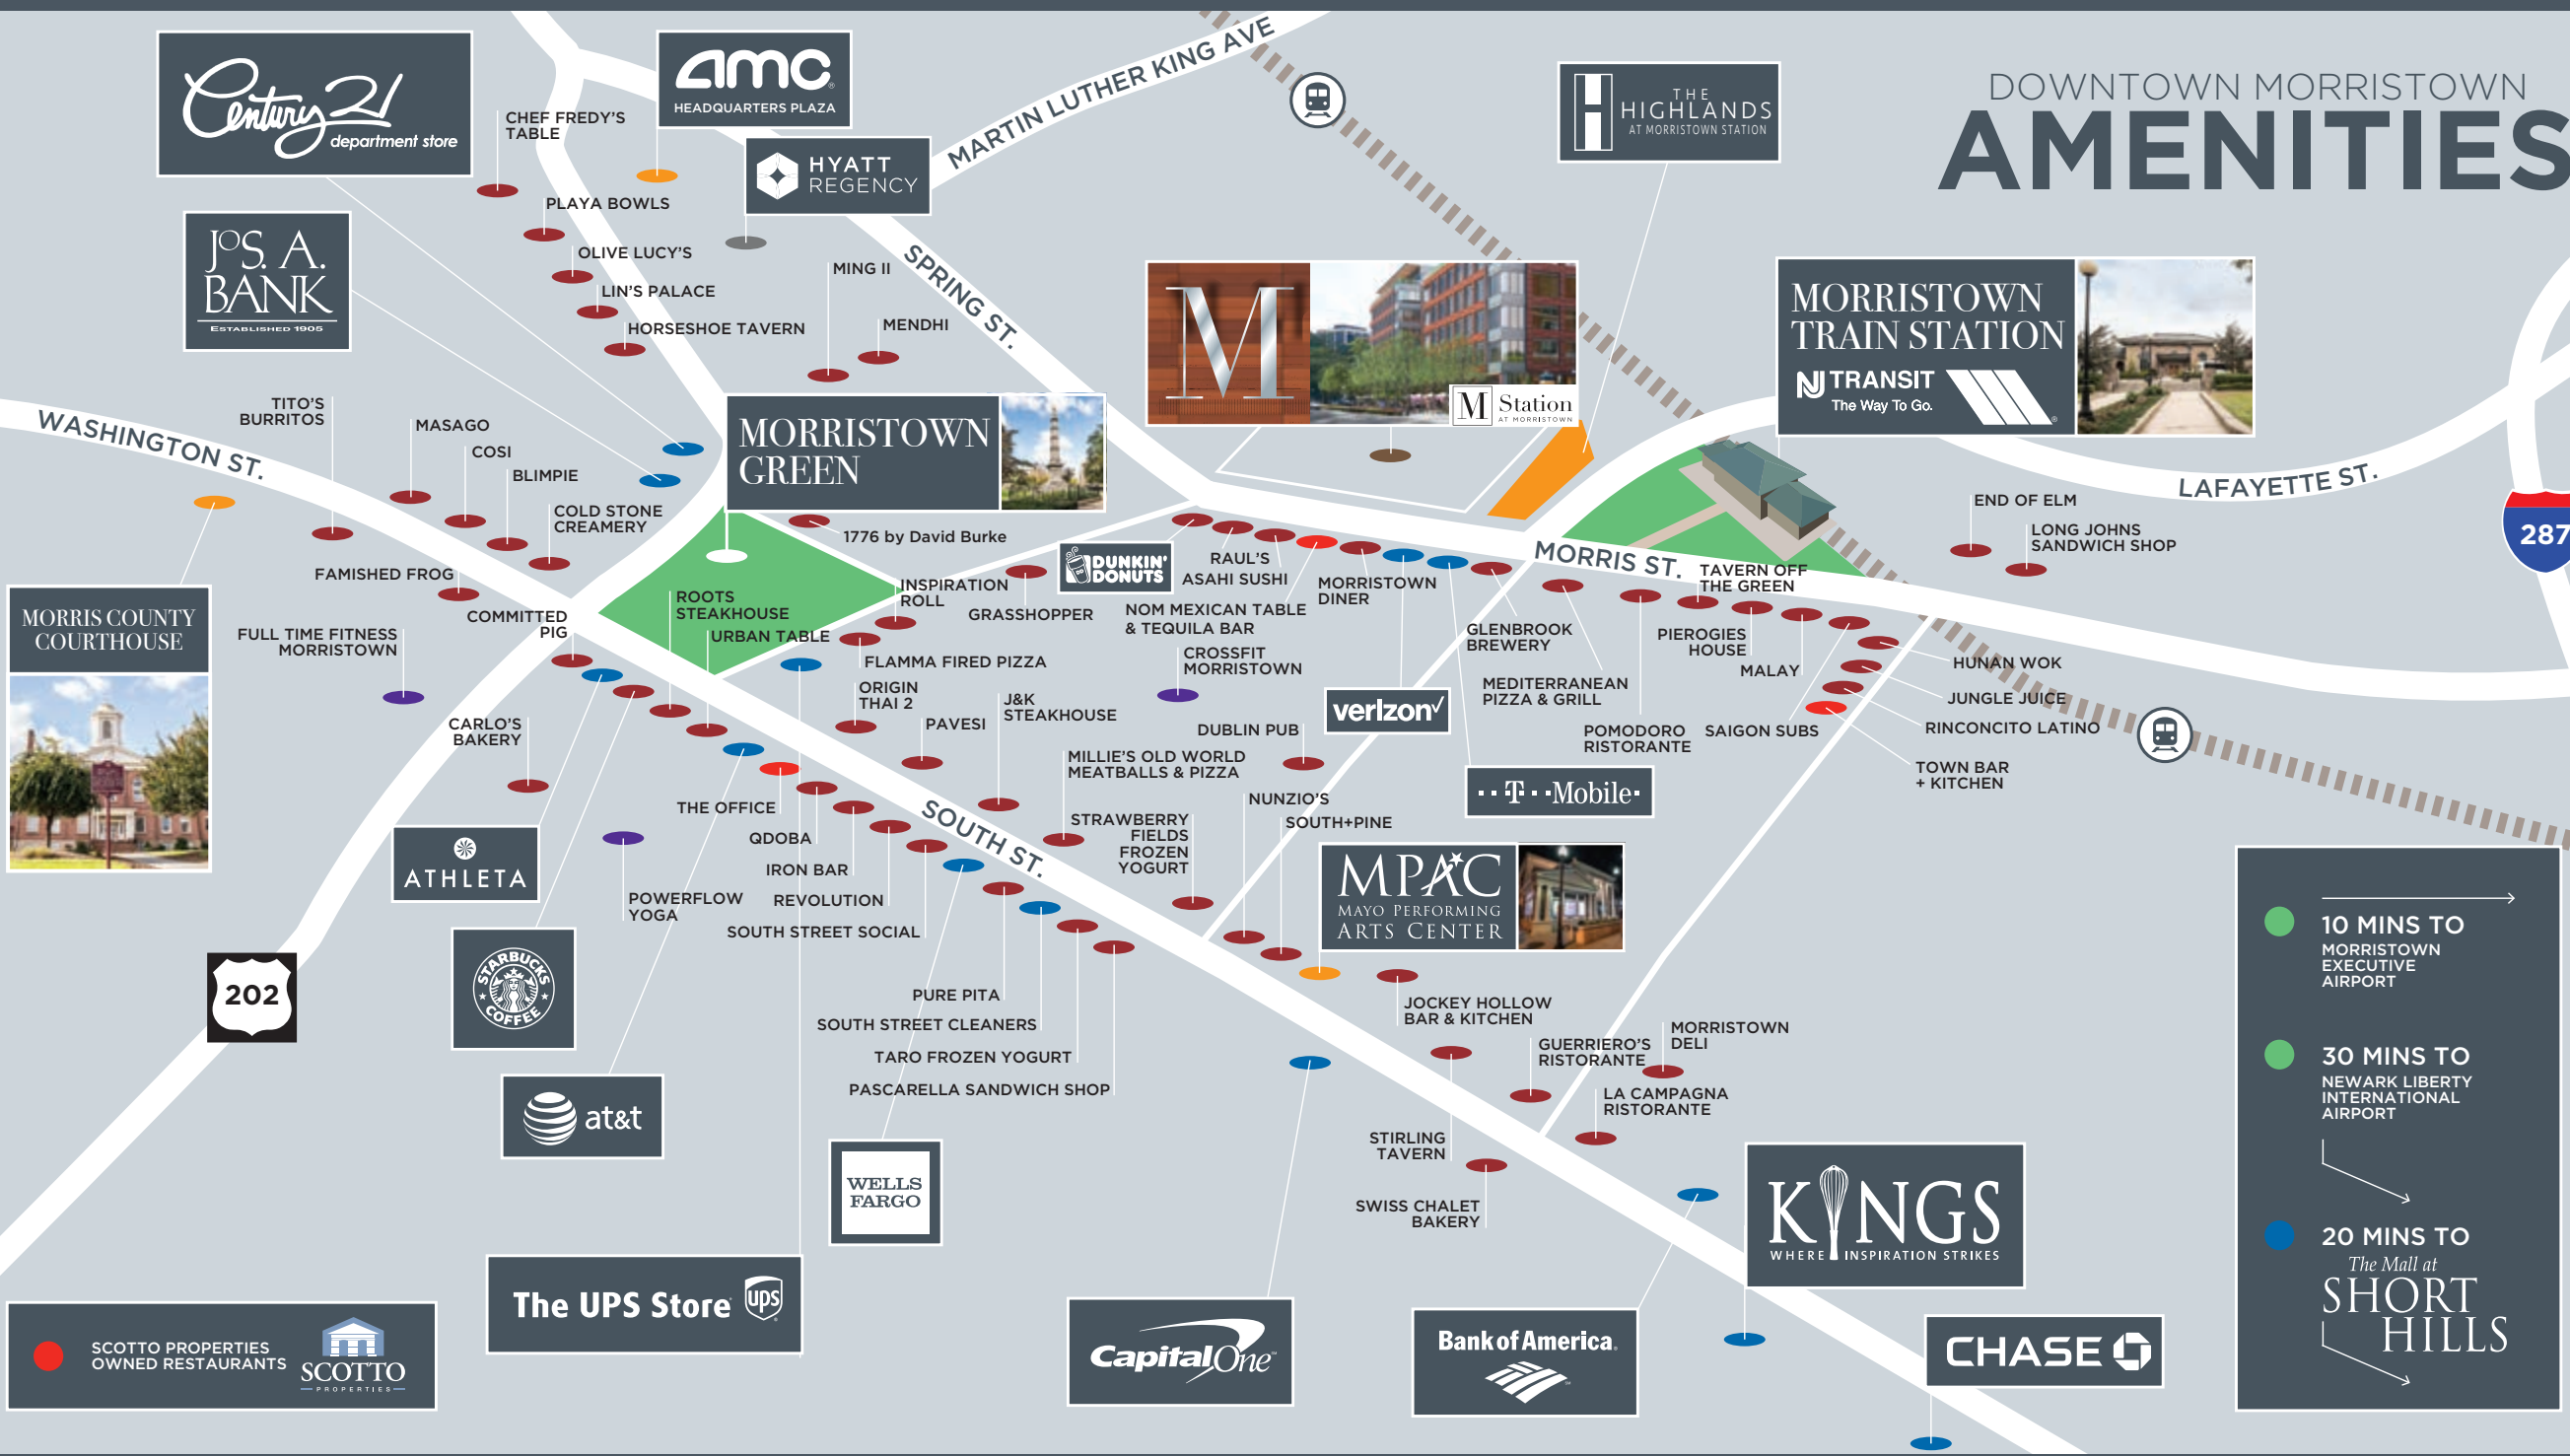 DOWNTOWN MORRISTOWN
AMENITIES
Century 21
department store
amc
HEADQUARTERS PLAZA
HYATT
REGENCY
MARTIN LUTHER KING AVE
THE
HIGHLANDS
AT MORRISTOWN STATION
CHEF FREDY'S
TABLE
PLAYA BOWLS
OLIVE LUCY'S
LIN'S PALACE
HORSESHOE TAVERN
JOS. A.
BANK
ESTABLISHED 1905
MING II
MENDHI
SPRING ST.
M
M Station
AT MORRISTOWN
MORRISTOWN
TRAIN STATION
NJ TRANSIT
The Way To Go.
WASHINGTON ST.
TITO'S
BURRITOS
MASAGO
COSI
BLIMPIE
COLD STONE
CREAMERY
MORRISTOWN
GREEN
1776 by David Burke
LAFAYETTE ST.
287
END OF ELM
LONG JOHNS
SANDWICH SHOP
MORRIS COUNTY
COURTHOUSE
FAMISHED FROG
COMMITTED
PIG
FULL TIME FITNESS
MORRISTOWN
ROOTS
STEAKHOUSE
URBAN TABLE
INSPIRATION
ROLL
GRASSHOPPER
DUNKIN'
DONUTS
RAUL'S
ASAHI SUSHI
NOM MEXICAN TABLE
& TEQUILA BAR
MORRISTOWN
DINER
MORRIS ST.
TAVERN OFF
THE GREEN
FLAMMA FIRED PIZZA
ORIGIN
THAI 2
PAVESI
J&K
STEAKHOUSE
CROSSFIT
MORRISTOWN
DUBLIN PUB
verizon
GLENBROOK
BREWERY
MEDITERRANEAN
PIZZA & GRILL
POMODORO
RISTORANTE
PIEROGIES
HOUSE
MALAY
SAIGON SUBS
HUNAN WOK
JUNGLE JUICE
RINCONCITO LATINO
TOWN BAR
+ KITCHEN
T Mobile
CARLO'S
BAKERY
ATHLETA
STARBUCKS
COFFEE
at&t
202
POWERFLOW
YOGA
THE OFFICE
QDOBA
IRON BAR
REVOLUTION
SOUTH STREET SOCIAL
SOUTH ST.
MILLIE'S OLD WORLD
MEATBALLS & PIZZA
STRAWBERRY
FIELDS
FROZEN
YOGURT
NUNZIO'S
SOUTH+PINE
MPAC
MAYO PERFORMING
ARTS CENTER
PURE PITA
SOUTH STREET CLEANERS
TARO FROZEN YOGURT
PASCARELLA SANDWICH SHOP
JOCKEY HOLLOW
BAR & KITCHEN
GUERRIERO'S
RISTORANTE
MORRISTOWN
DELI
LA CAMPAGNA
RISTORANTE
STIRLING
TAVERN
SWISS CHALET
BAKERY
WELLS
FARGO
The UPS Store
ups
Capital One
Bank of America
KINGS
WHERE INSPIRATION STRIKES
CHASE
SCOTTO PROPERTIES
OWNED RESTAURANTS
SCOTTO
PROPERTIES
10 MINS TO
MORRISTOWN
EXECUTIVE
AIRPORT
30 MINS TO
NEWARK LIBERTY
INTERNATIONAL
AIRPORT
20 MINS TO
The Mall at
SHORT
HILLS